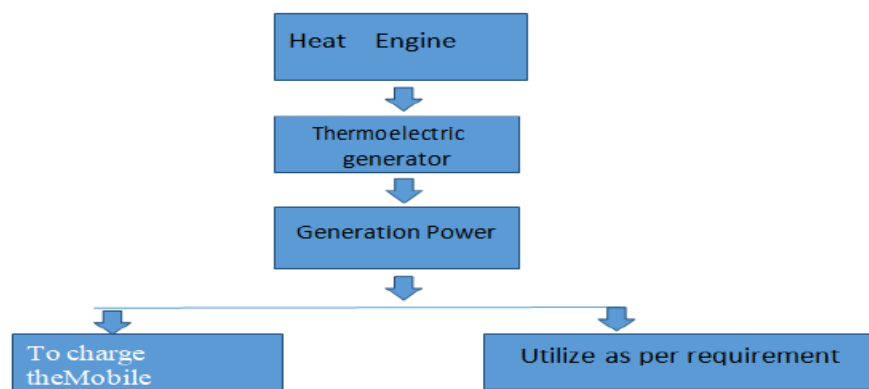 Heat Engine
Thermoelectric
generator
Generation Power
To charge
theMobile
Utilize as per requirement